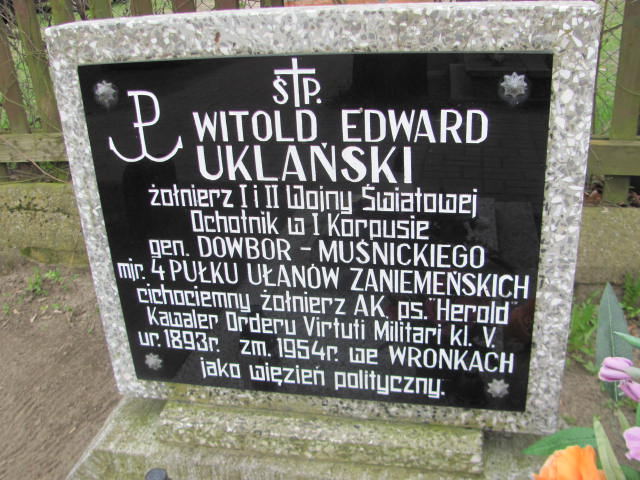 Ś†P.
WITOLD EDWARD
UKLAŃSKI
żołnierz I i II Wojny Światowej
Ochotnik w I Korpusie
gen. DOWBOR - MUŚNICKIEGO
mjr. 4 PUŁKU UŁANÓW ZANIEMEŃSKICH
cichociemny żołnierz AK. ps. "Herold"
Kawaler Orderu Virtuti Militari kl. V.
ur. 1893r. zm. 1954r. we WRONKACH
jako więzień polityczny.